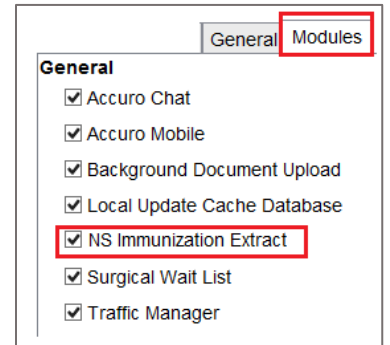 General Modules
General
Accuro Chat
Accuro Mobile
Background Document Upload
Local Update Cache Database
NS Immunization Extract
Surgical Wait List
Traffic Manager